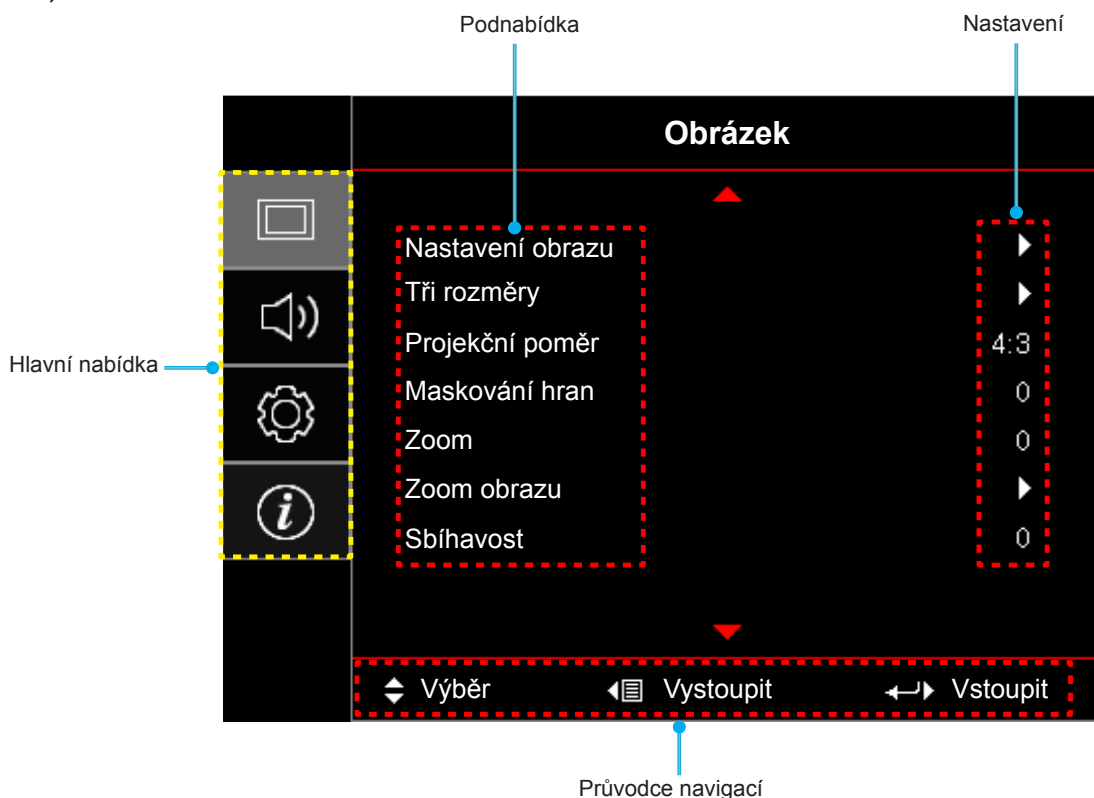 Podnabídka
Nastavení
Obrázek
Nastavení obrazu
Tři rozměry
Projekční poměr 4:3
Maskování hran 0
Zoom 0
Zoom obrazu
Sbíhavost 0
Hlavní nabídka
Výběr Vystoupit Vstoupit
Průvodce navigací